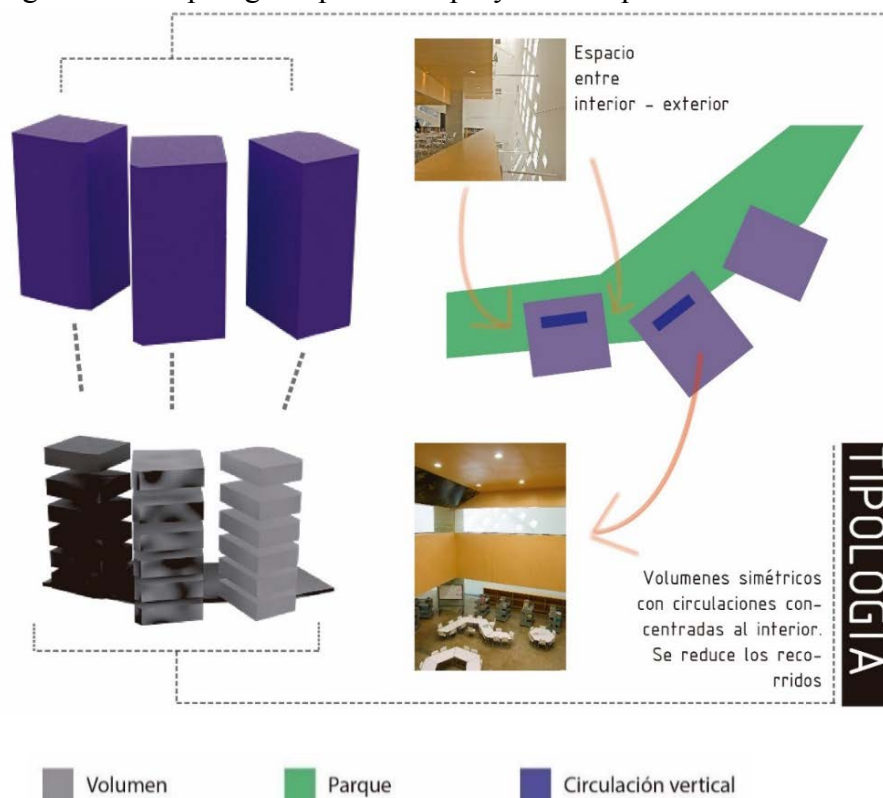 Espacio
entre
interior - exterior
TIPOLOGIA
Volumenes simétricos
con circulaciones con-
centradas al interior.
Se reduce los reco-
rridos
Volumen
Parque
Circulación vertical